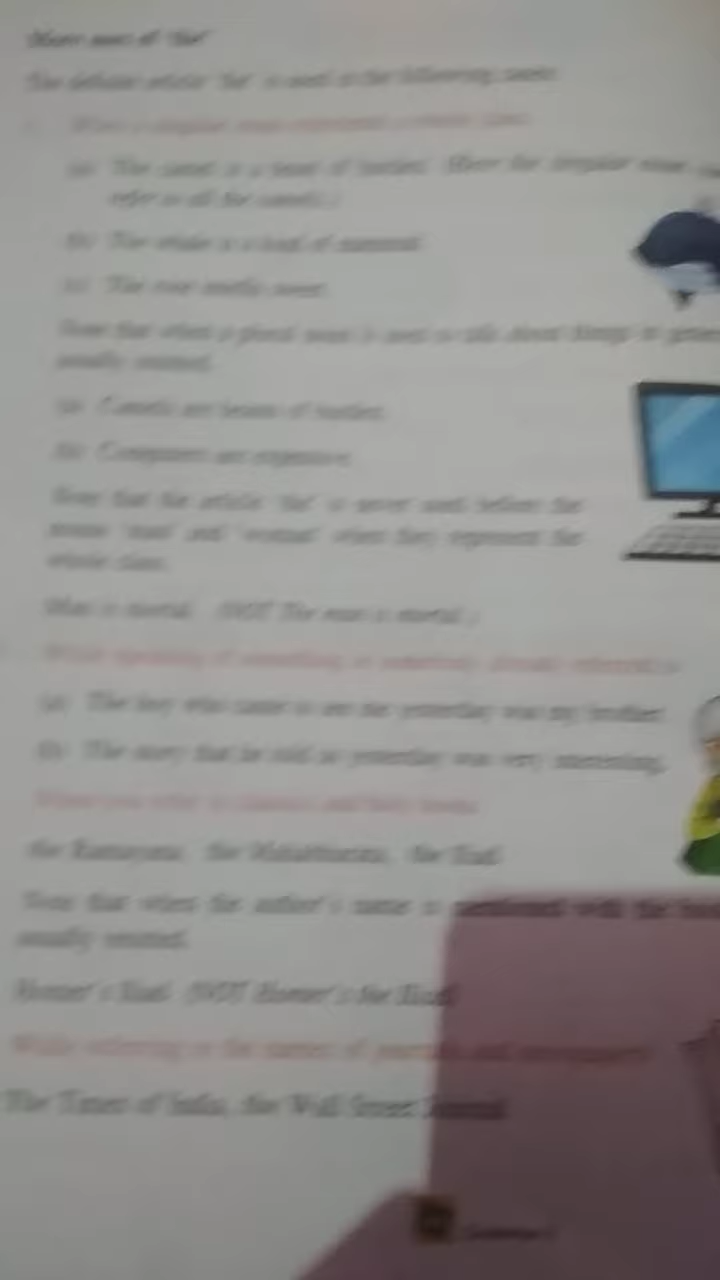 More uses of 'the'
The definite article 'the' is used in the following cases:
When a singular noun represents a whole class.
(a) The camel is a beast of burden. (Here the singular noun
refer to all the camels.)
(b) The whale is a kind of mammal.
(c) The rose smells sweet.
Note that when a plural noun is used to talk about things in
usually omitted.
(a) Camels are beasts of burden.
(b) Computers are expensive.
Note that the article 'the' is never used before the
nouns 'man' and 'woman' when they represent the
whole class.
Man is mortal. (NOT The man is mortal.)
While speaking of something or somebody already referred to
(a) The boy who came to see me yesterday was my brother.
(b) The story that he told us yesterday was very interesting.
the Ramayana, the Mahabharata, the Iliad
Note that when the author's name is mentioned with the
usually omitted.
Homer's Iliad (NOT Homer's the Iliad)
While referring to the names of journals and newspapers
The Times of India, the Wall Street Journal